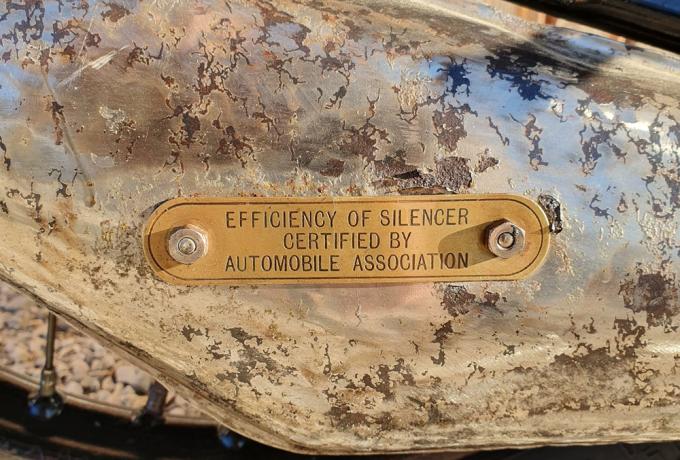 EFFICIENCY OF SILENCER
CERTIFIED BY
AUTOMOBILE ASSOCIATION